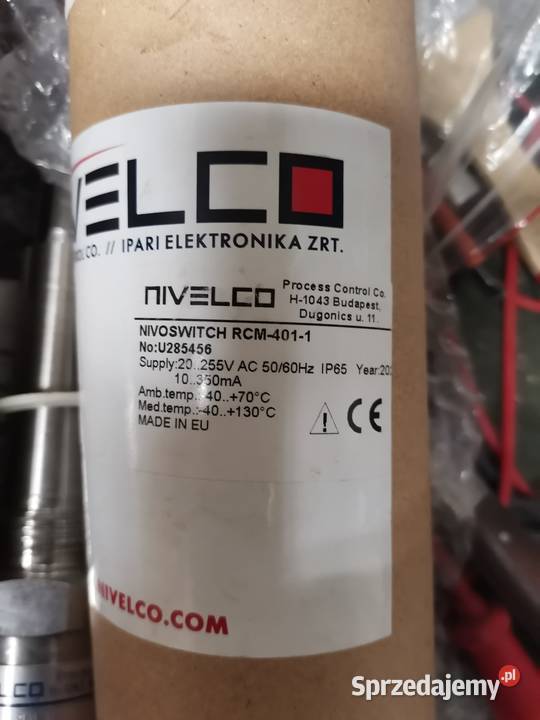 VELCO
CO. // IPARI ELEKTRONIKA ZRT.
NIVELCO
Process Control Co.
H-1043 Budapest,
Dugonics u. 11.
NIVOSWITCH RCM-401-1
No:U285456
Supply:20..255V AC 50/60Hz IP65 Year:202
10..350mA
Amb.temp.:-40..+70°C
Med.temp.:-40..+130°C
MADE IN EU
CE
NIVELCO.COM
ELCO
Sprzedajemy.pl